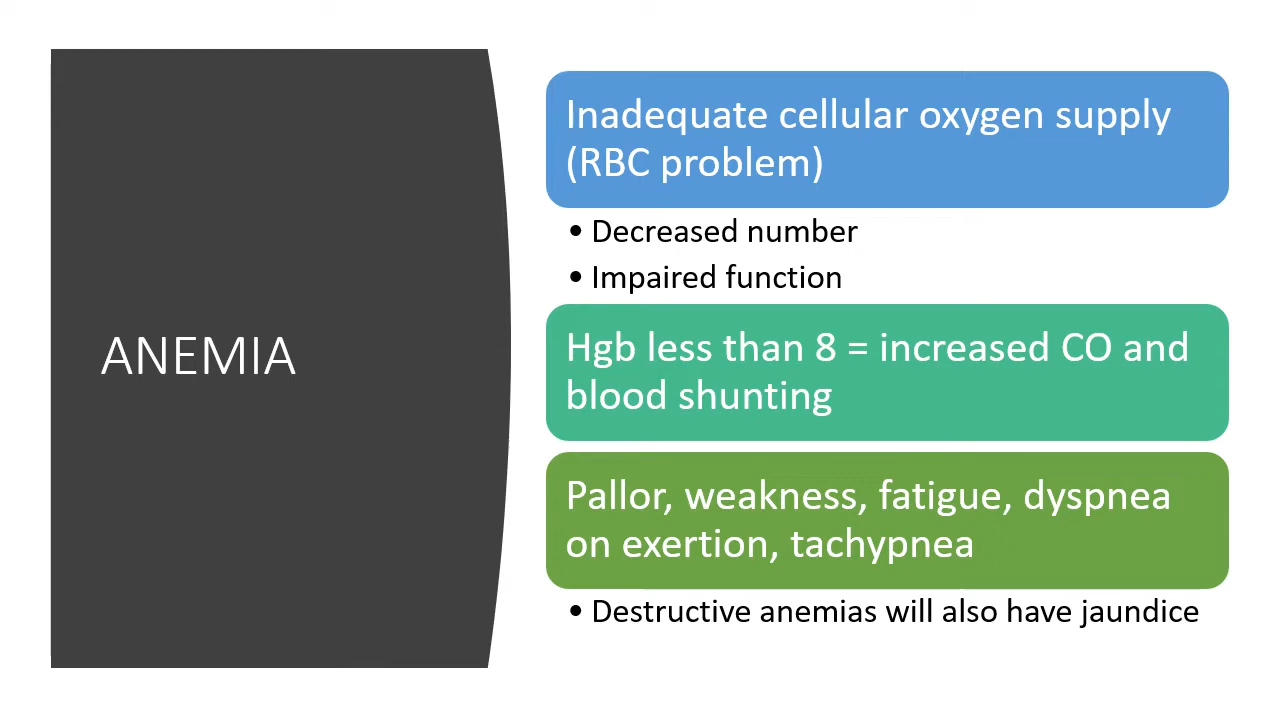 ANEMIA
Inadequate cellular oxygen supply
(RBC problem)
• Decreased number
• Impaired function
Hgb less than 8 = increased CO and
blood shunting
Pallor, weakness, fatigue, dyspnea
on exertion, tachypnea
• Destructive anemias will also have jaundice